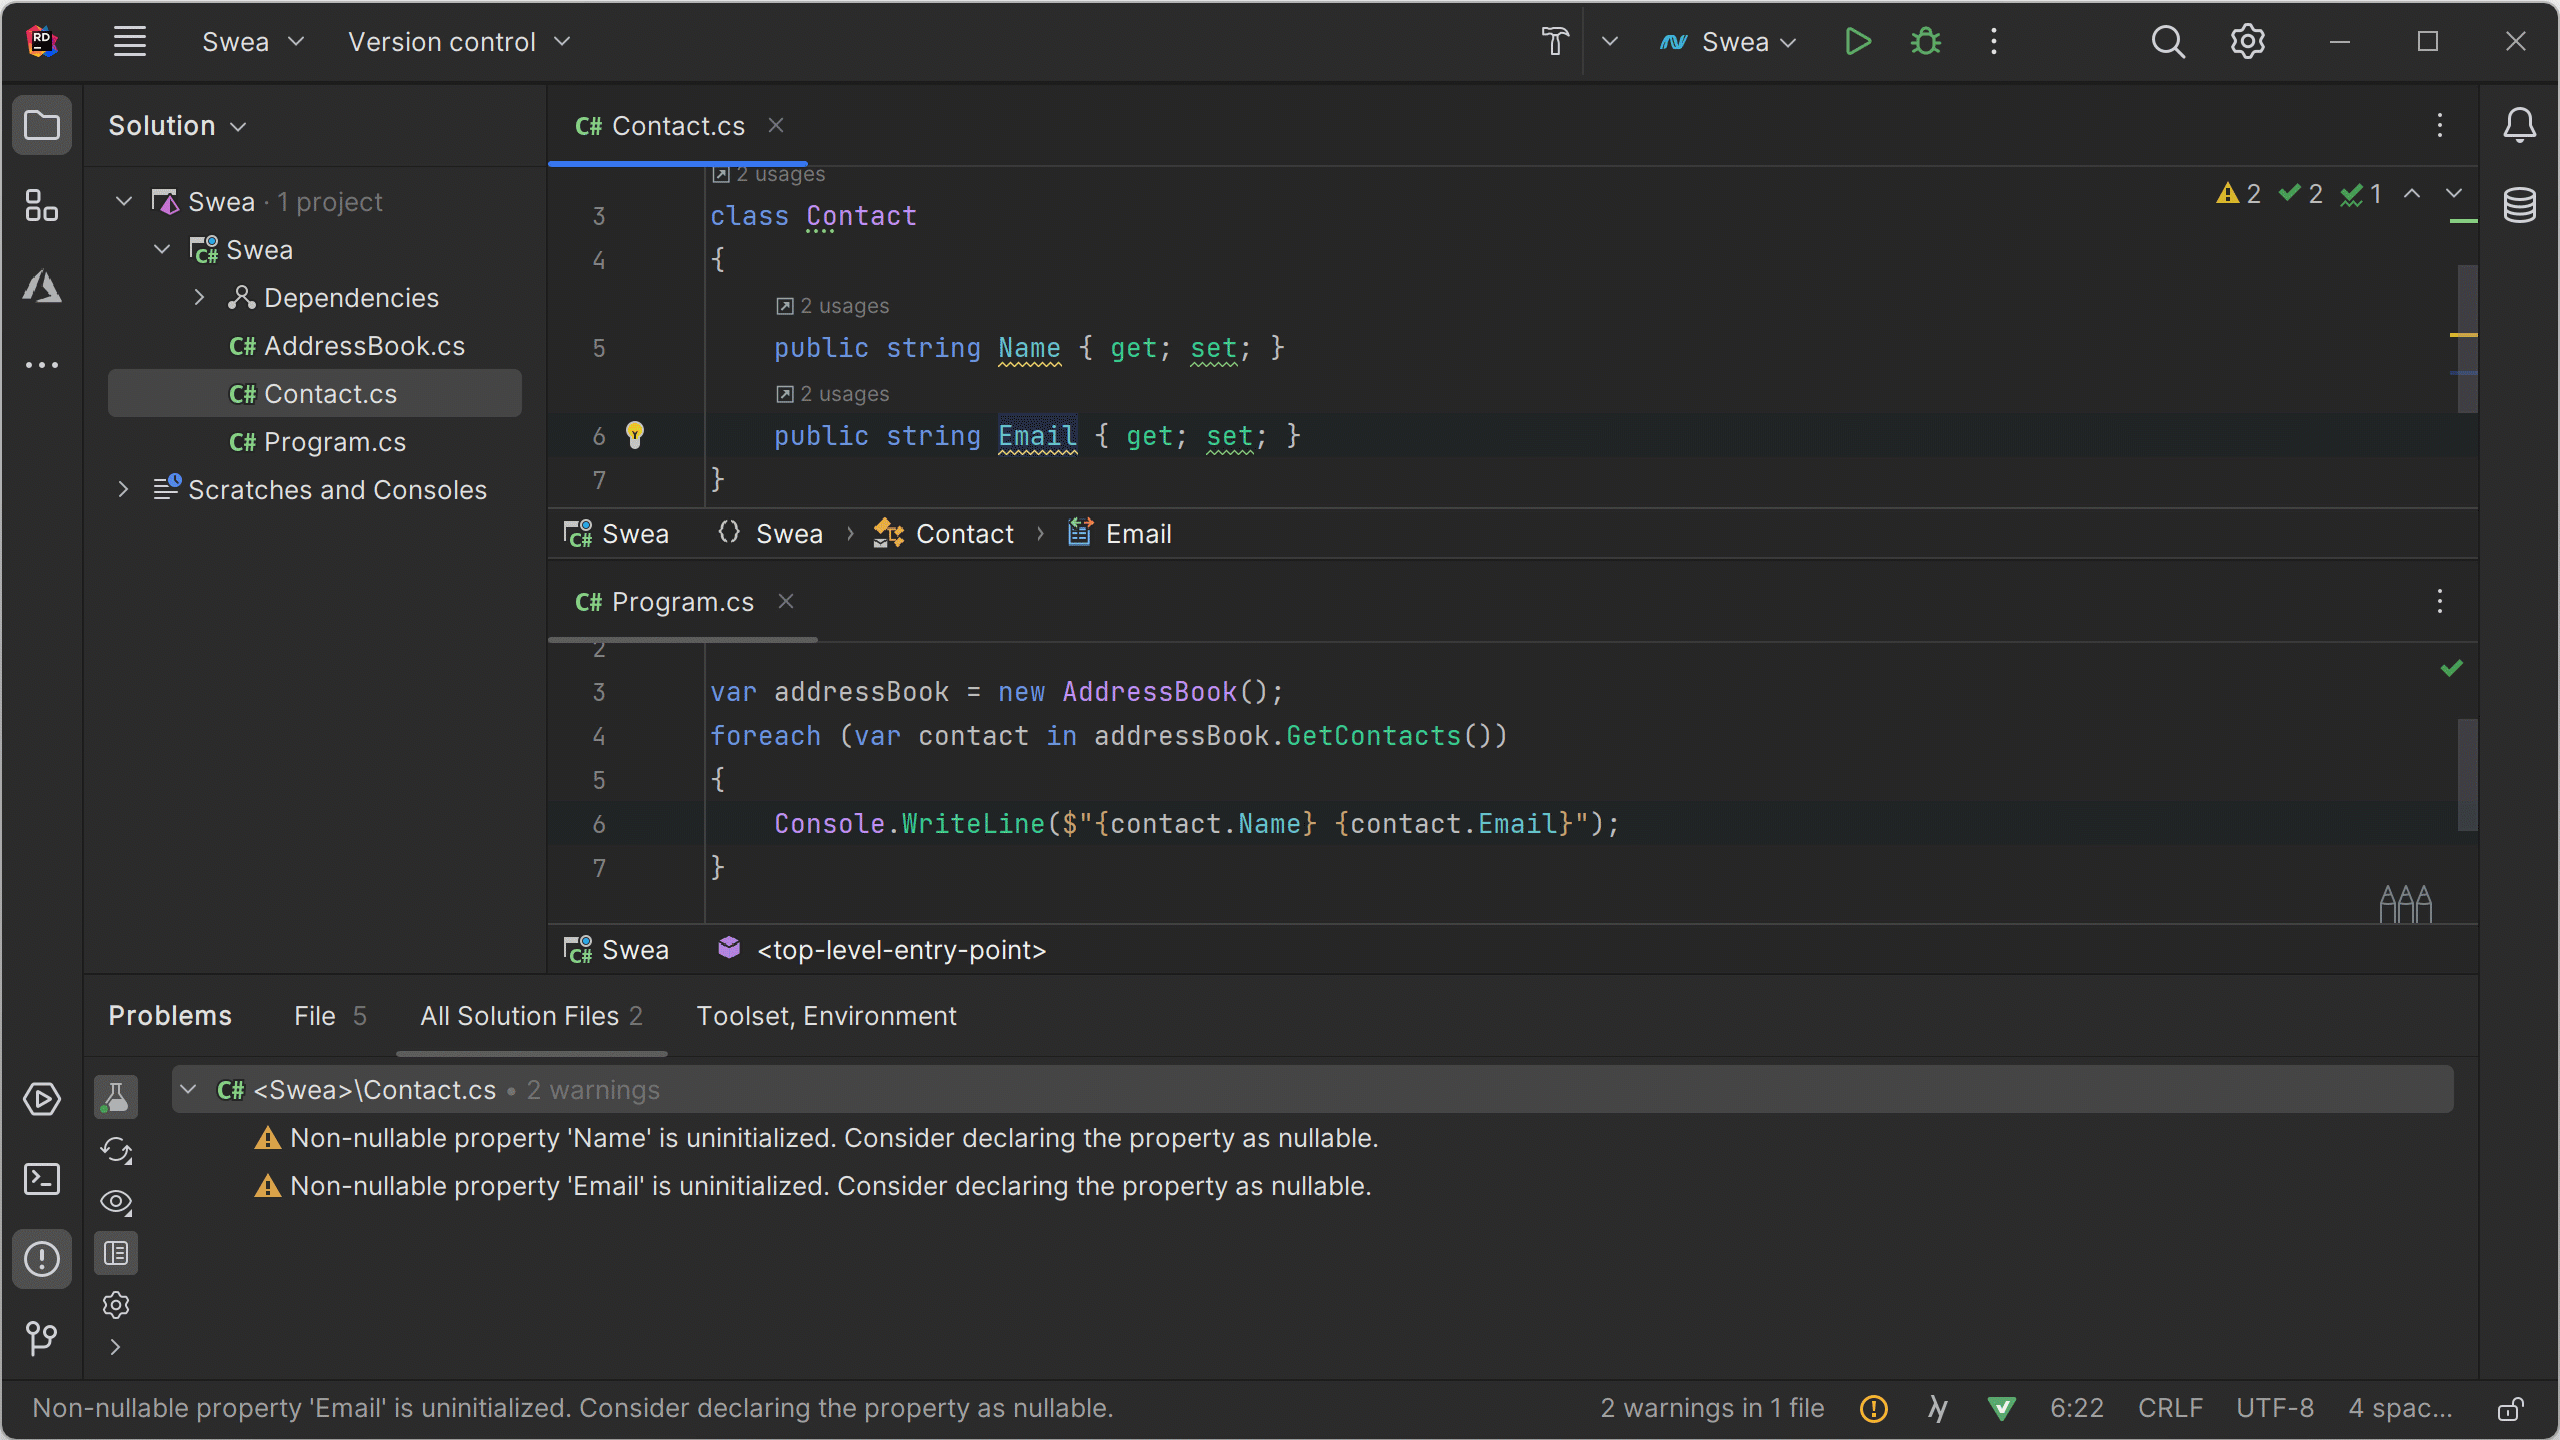 RD
Swea
Version control
Swea
Solution
Swea · 1 project
C# Swea
Dependencies
C# AddressBook.cs
C# Contact.cs
C# Program.cs
Scratches and Consoles
C# Contact.cs
2 usages
2
2
1
3 class Contact
4 {
2 usages
5 public string Name { get; set; }
2 usages
6 public string Email { get; set; }
7 }
C# Swea {} Swea › Contact › Email
C# Program.cs
2
3 var addressBook = new AddressBook();
4 foreach (var contact in addressBook.GetContacts())
5 {
6 Console.WriteLine($"{contact.Name} {contact.Email}");
7 }
C# Swea <top-level-entry-point>
Problems File 5 All Solution Files 2 Toolset, Environment
C# <Swea>\Contact.cs • 2 warnings
Non-nullable property 'Name' is uninitialized. Consider declaring the property as nullable.
Non-nullable property 'Email' is uninitialized. Consider declaring the property as nullable.
Non-nullable property 'Email' is uninitialized. Consider declaring the property as nullable.
2 warnings in 1 file
6:22 CRLF UTF-8 4 spac...